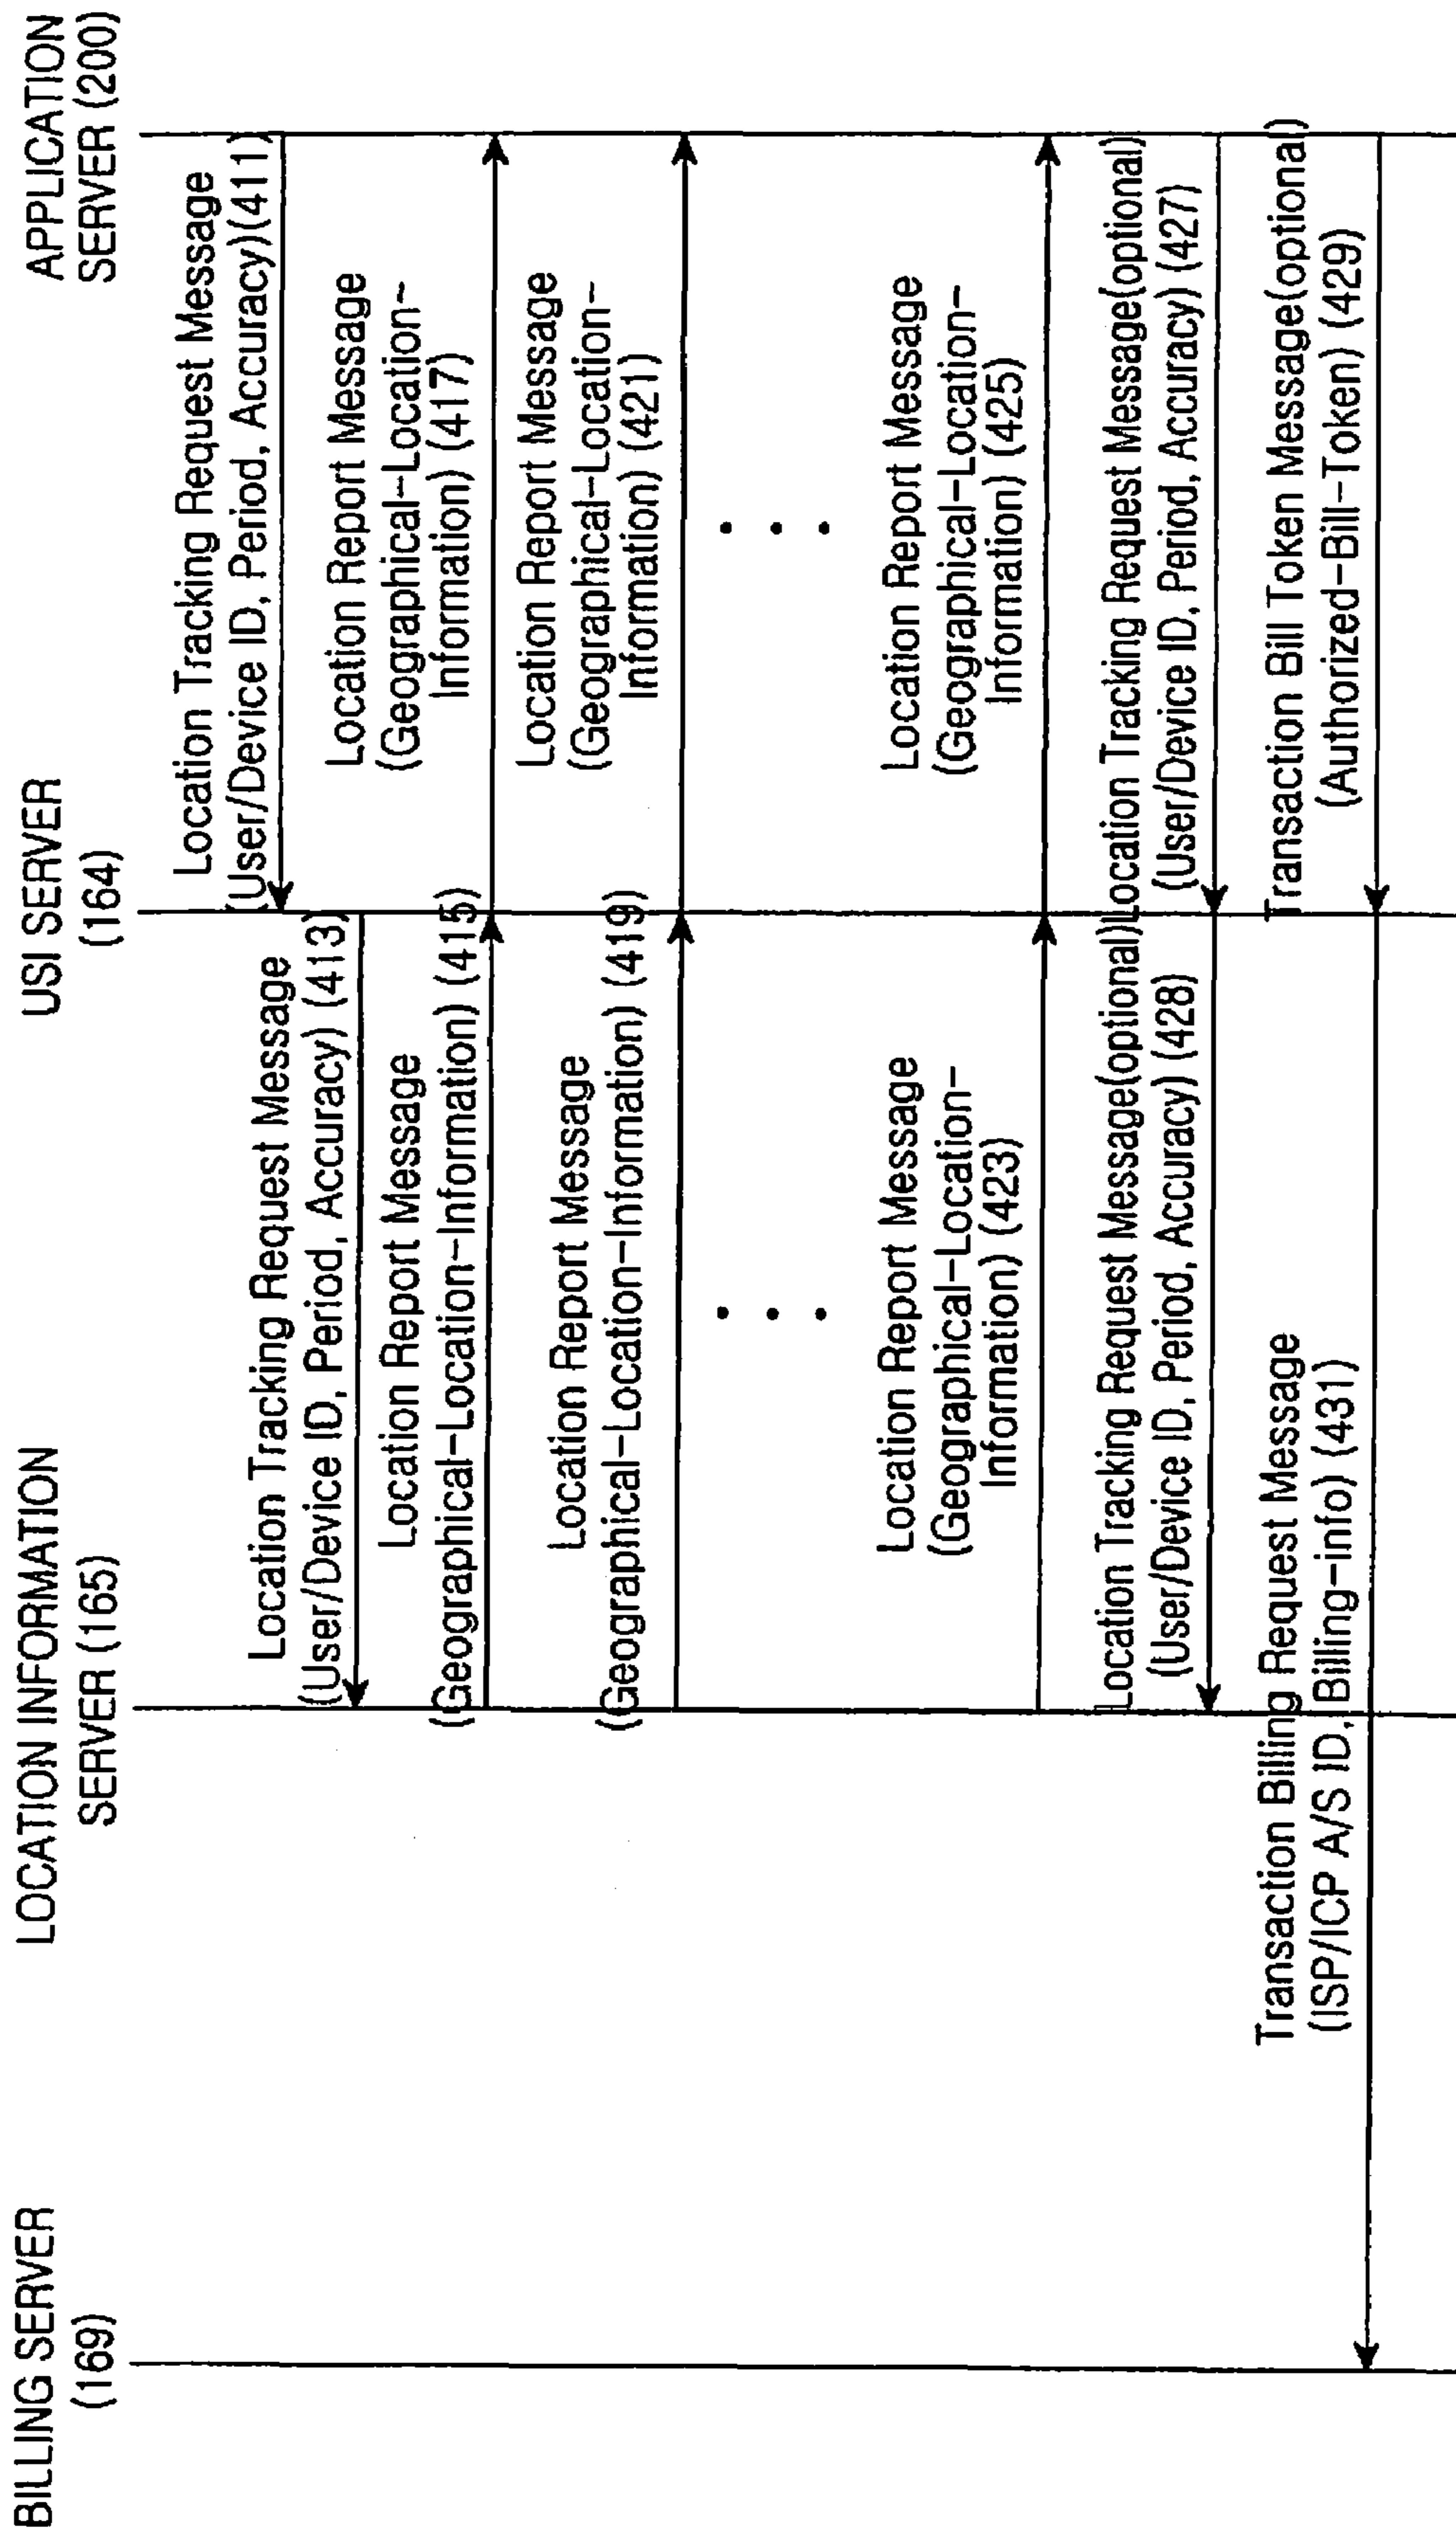 BILLING SERVER
(169)
LOCATION INFORMATION
SERVER (165)
USI SERVER
(164)
APPLICATION
SERVER (200)
Location Tracking Request Message
(User/Device ID, Period, Accuracy)(411)
Location Tracking Request Message
(User/Device ID, Period, Accuracy) (413)
Location Report Message
(Geographical-Location-Information) (415)
Location Report Message
(Geographical-Location-
Information) (417)
Location Report Message
(Geographical-Location-Information) (419)
Location Report Message
(Geographical-Location-
Information) (421)
. . .
. . .
Location Report Message
(Geographical-Location-
Information) (423)
Location Report Message
(Geographical-Location-
Information) (425)
Location Tracking Request Message(optional)
(User/Device ID, Period, Accuracy) (427)
Location Tracking Request Message(optional)
(User/Device ID, Period, Accuracy) (428)
Transaction Bill Token Message(optional)
(Authorized-Bill-Token) (429)
Transaction Billing Request Message
(ISP/ICP A/S ID, Billing-info) (431)